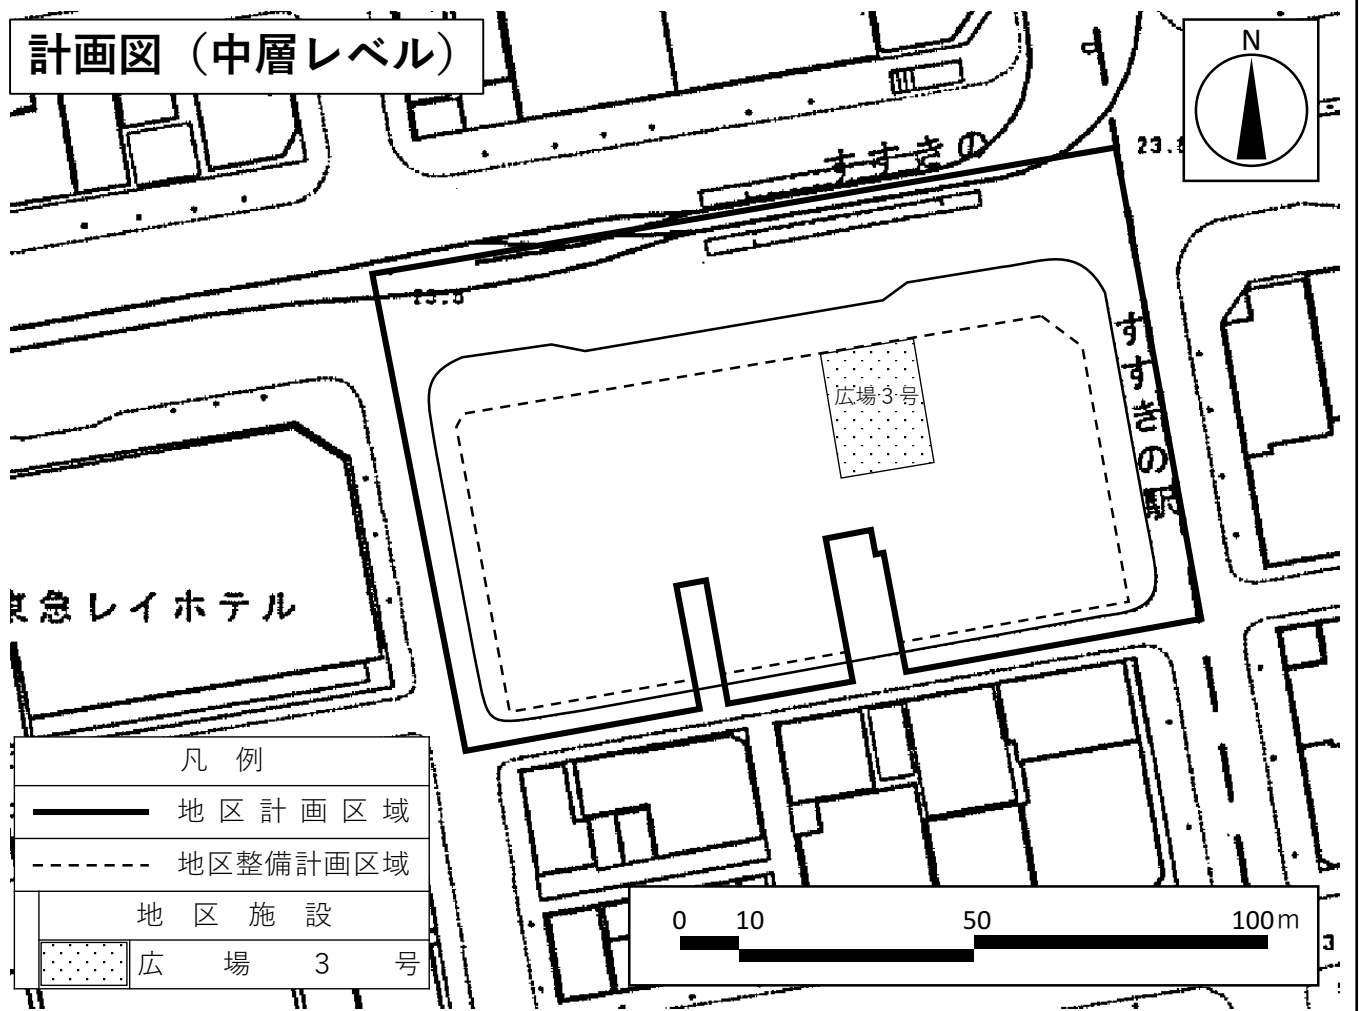 計画図（中層レベル）
N
すすきの
23.8
広場3号
すすきの駅
東急レイホテル
凡 例
地 区 計 画 区 域
地区整備計画区域
地 区 施 設
広 場 3 号
0 10 50 100m